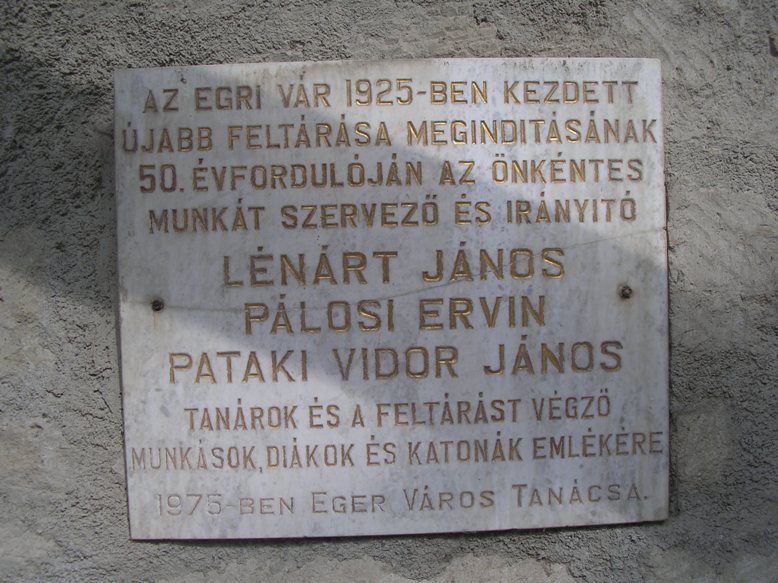 AZ EGRI VÁR 1925-BEN KEZDETT
ÚJABB FELTÁRÁSA MEGINDITÁSÁNAK
50. ÉVFORDULÓJÁN AZ ÖNKÉNTES
MUNKÁT SZERVEZŐ ÉS IRÁNYITÓ
LÉNÁRT JÁNOS
PÁLOSI ERVIN
PATAKI VIDOR JÁNOS
TANÁROK ÉS A FELTÁRÁST VÉGZŐ
MUNKÁSOK, DIÁKOK ÉS KATONÁK EMLÉKÉRE
1975-BEN EGER VÁROS TANÁCSA.